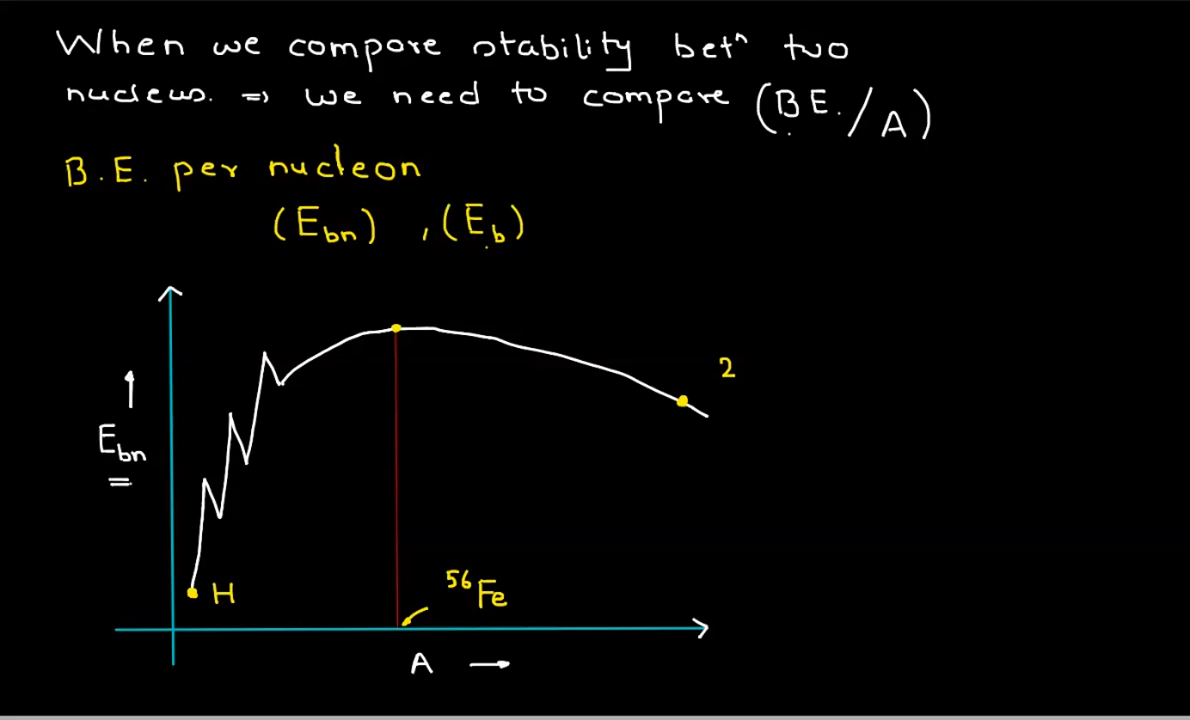 When we compare stability betⁿ two
nucleus. ⇒ we need to compare (B.E./A)
B.E. per nucleon
(Ebn) , (Eb)
2
↑
Ebn
=
H
⁵⁶Fe
A →